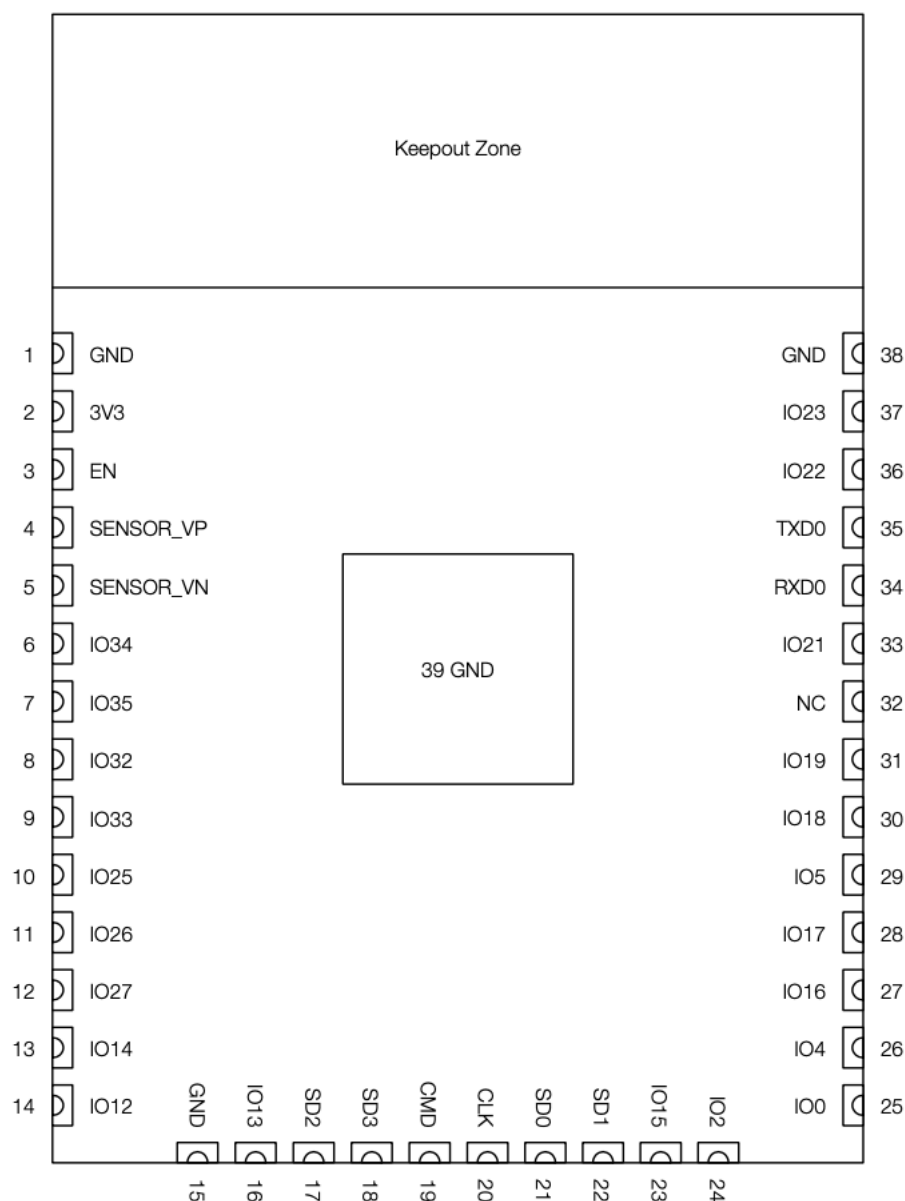 Keepout Zone
1 GND
2 3V3
3 EN
4 SENSOR_VP
5 SENSOR_VN
6 IO34
7 IO35
8 IO32
9 IO33
10 IO25
11 IO26
12 IO27
13 IO14
14 IO12
39 GND
GND 38
IO23 37
IO22 36
TXD0 35
RXD0 34
IO21 33
NC 32
IO19 31
IO18 30
IO5 29
IO17 28
IO16 27
IO4 26
IO0 25
GND 15
IO13 16
SD2 17
SD3 18
CMD 19
CLK 20
SD0 21
SD1 22
IO15 23
IO2 24